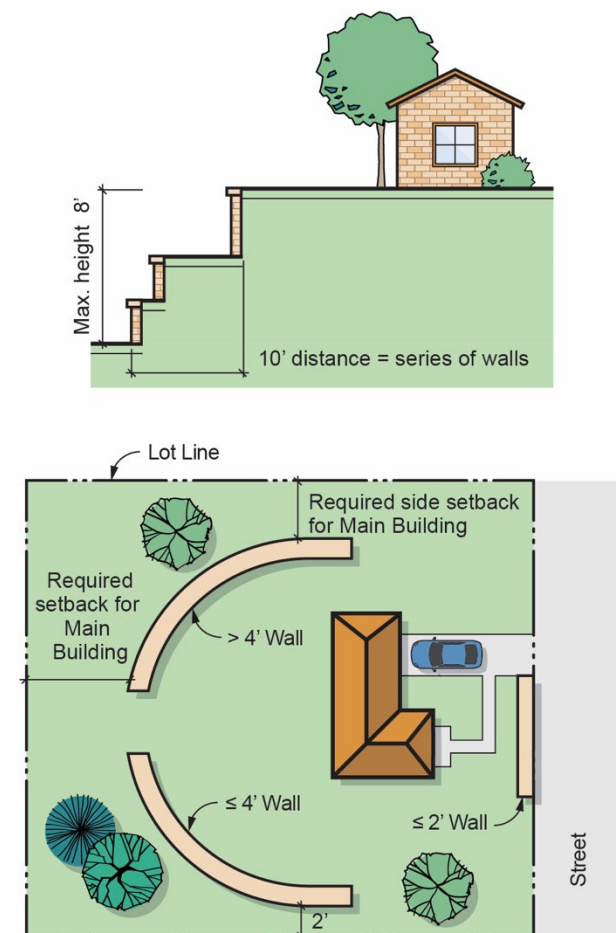 Max. height 8'
10' distance = series of walls
Lot Line
Required side setback
for Main Building
Required
setback for
Main
Building
> 4' Wall
≤ 4' Wall
≤ 2' Wall
Street
2'